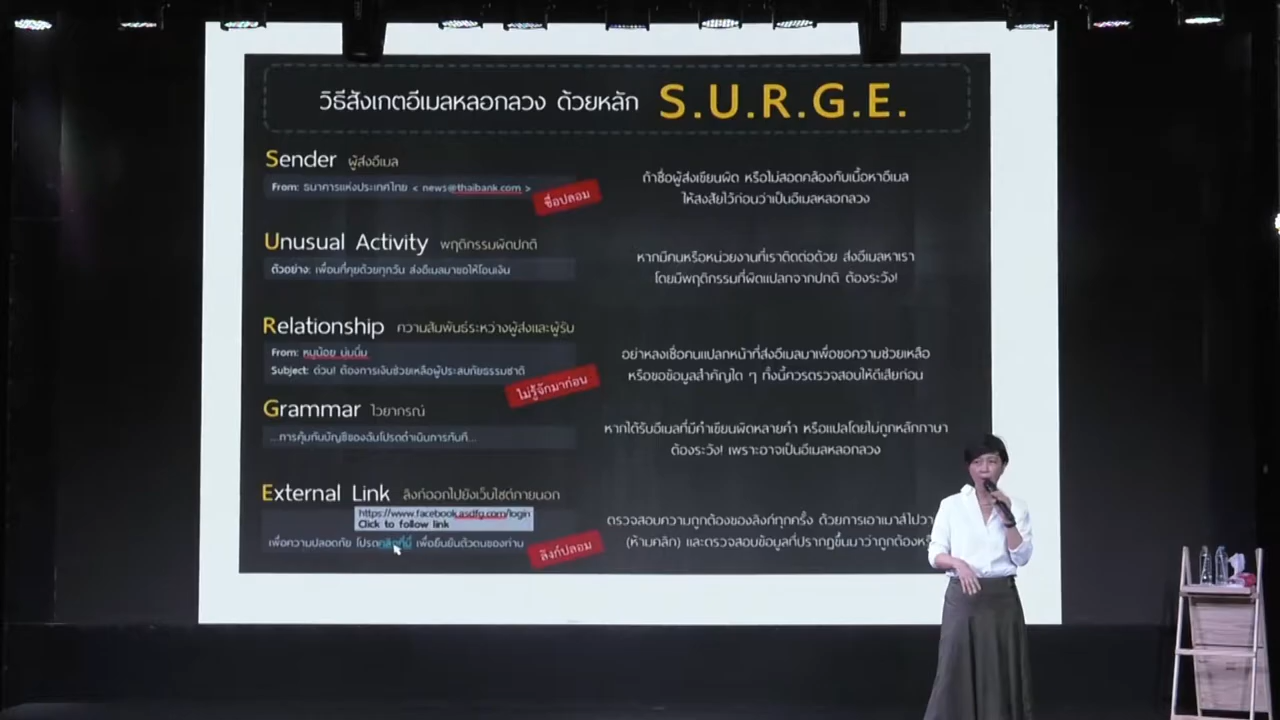 วิธีสังเกตอีเมลหลอกลวง ด้วยหลัก S.U.R.G.E.
Sender ผู้ส่งอีเมล
From: ธนาคารแห่งประเทศไทย < news@thaibank.com >
ชื่อปลอม
ถ้าชื่อผู้ส่งเขียนผิด หรือไม่สอดคล้องกับเนื้อหาอีเมล
ให้สงสัยไว้ก่อนว่าเป็นอีเมลหลอกลวง
Unusual Activity พฤติกรรมผิดปกติ
ตัวอย่าง: เพื่อนที่คุยด้วยทุกวัน ส่งอีเมลมาขอให้โอนเงิน
หากมีคนหรือหน่วยงานที่เราติดต่อด้วย ส่งอีเมลหาเรา
โดยมีพฤติกรรมที่ผิดแปลกจากปกติ ต้องระวัง!
Relationship ความสัมพันธ์ระหว่างผู้ส่งและผู้รับ
From: หมูน้อย นุ่มนิ่ม
Subject: ด่วน! ต้องการเงินช่วยเหลือผู้ประสบภัยธรรมชาติ
ไม่รู้จักมาก่อน
อย่าหลงเชื่อคนแปลกหน้าที่ส่งอีเมลมาเพื่อขอความช่วยเหลือ
หรือขอข้อมูลสำคัญใด ๆ ทั้งนี้ควรตรวจสอบให้ดีเสียก่อน
Grammar ไวยากรณ์
...การคุ้มกันบัญชีของฉันโปรดดำเนินการทันที...
หากได้รับอีเมลที่มีคำเขียนผิดหลายคำ หรือแปลโดยไม่ถูกหลักภาษา
ต้องระวัง! เพราะอาจเป็นอีเมลหลอกลวง
External Link ลิงก์ออกไปยังเว็บไซต์ภายนอก
https://www.facebook.asdfg.com/login
Click to follow link
เพื่อความปลอดภัย โปรดคลิกที่นี่ เพื่อยืนยันตัวตนของท่าน
ลิงก์ปลอม
ตรวจสอบความถูกต้องของลิงก์ทุกครั้ง ด้วยการเอาเมาส์ไปวา
(ห้ามคลิก) และตรวจสอบข้อมูลที่ปรากฏขึ้นมาว่าถูกต้องหรื